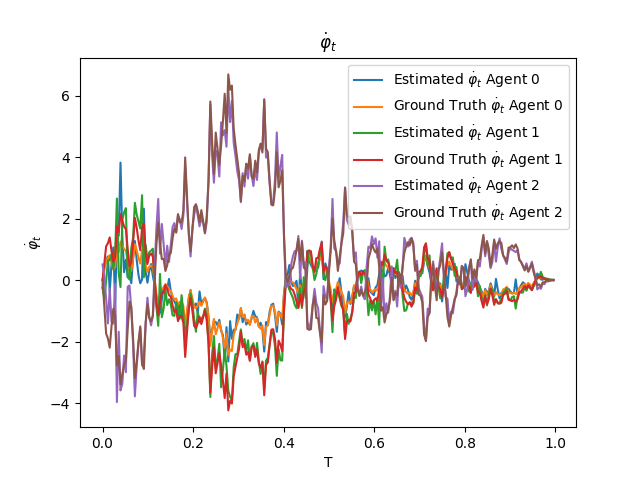 φ̇ₜ
Estimated φ̇ₜ Agent 0
Ground Truth φ̇ₜ Agent 0
Estimated φ̇ₜ Agent 1
Ground Truth φ̇ₜ Agent 1
Estimated φ̇ₜ Agent 2
Ground Truth φ̇ₜ Agent 2
φ̇ₜ
6
4
2
0
−2
−4
0.0 0.2 0.4 0.6 0.8 1.0
T